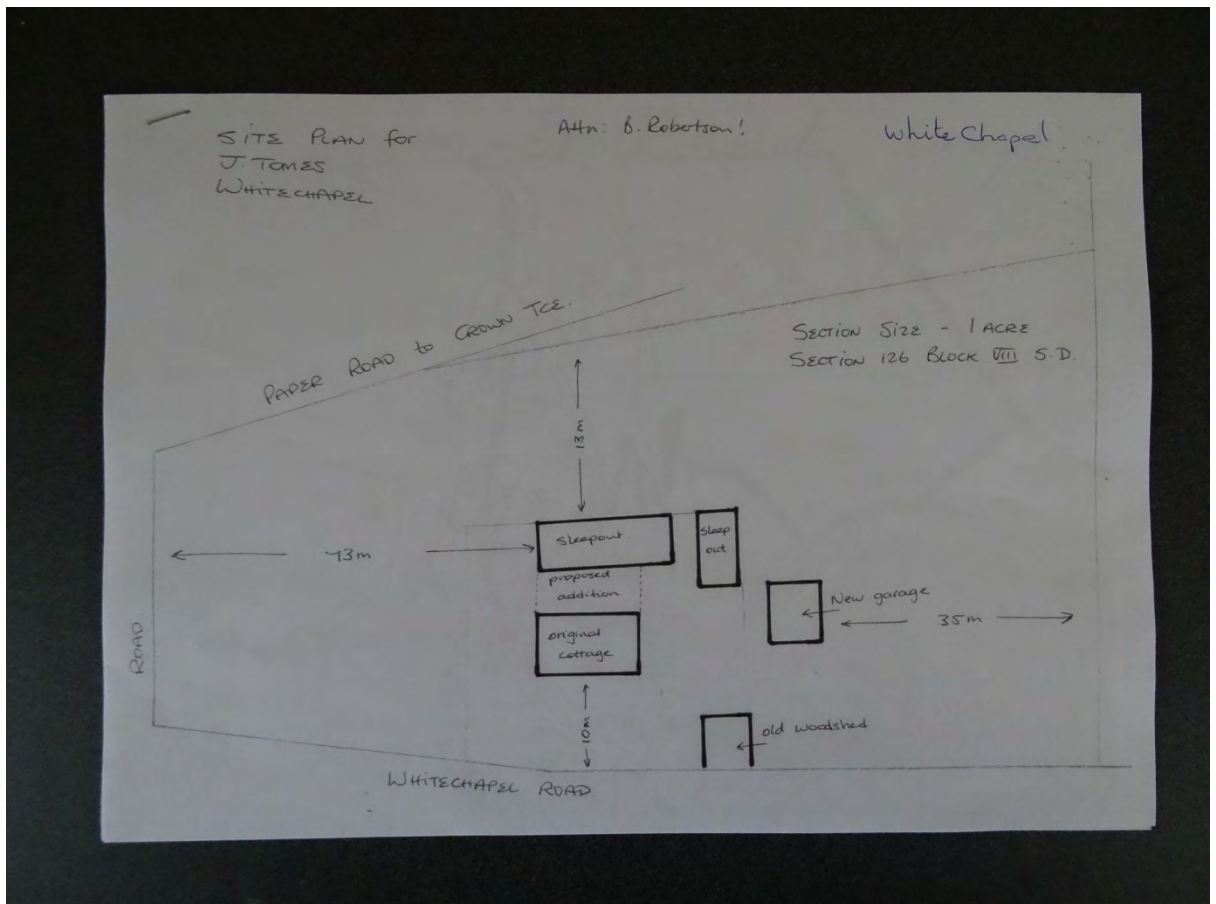 SITE PLAN for
J. TOMES
WHITECHAPEL
Attn: B. Robertson!
White Chapel
PAPER ROAD to CROWN TCE.
SECTION SIZE - 1 ACRE
SECTION 126 BLOCK VIII S.D.
13m
sleepout.
sleep
out
73m
proposed
addition
New garage
35m
original
cottage
ROAD
10m
old woodshed
WHITECHAPEL ROAD